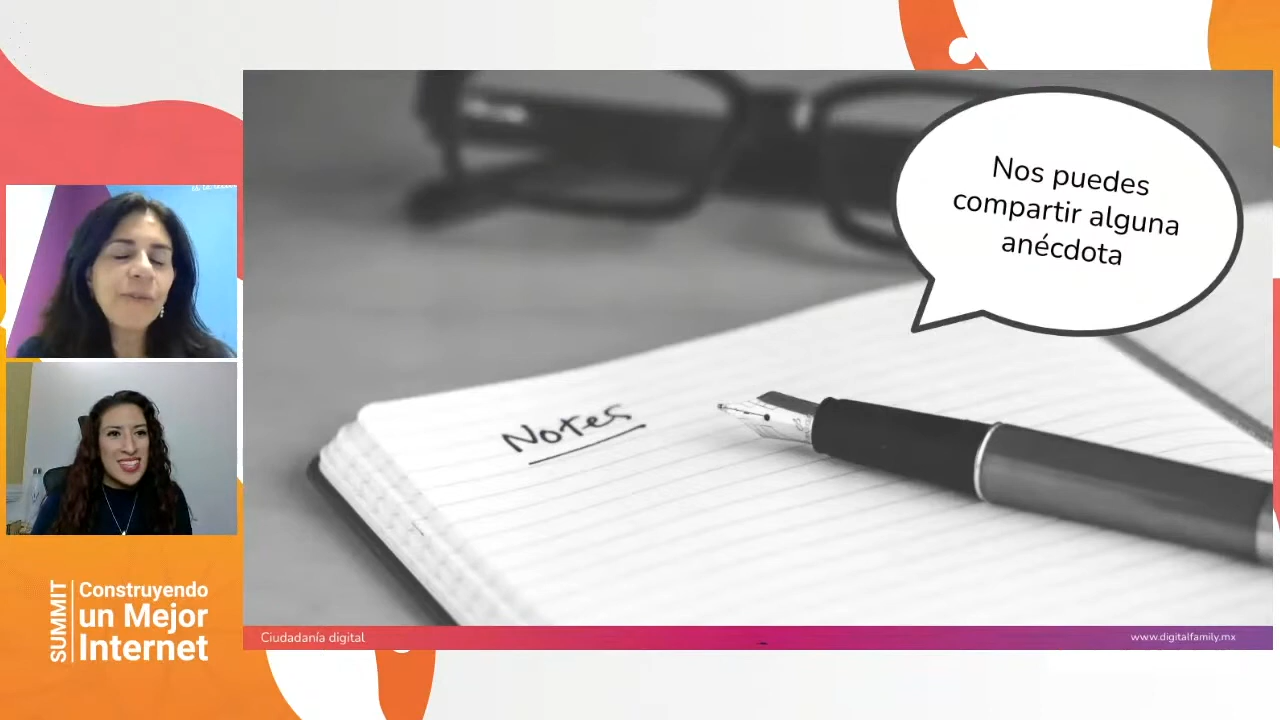 Nos puedes
compartir alguna
anécdota
Notes
SUMMIT
Construyendo
un Mejor
Internet
Ciudadanía digital
www.digitalfamily.mx